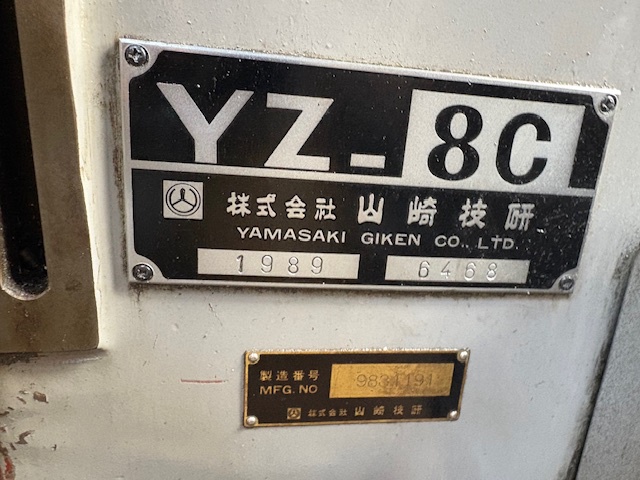 YZ-8C
株式会社 山崎技研
YAMASAKI GIKEN CO., LTD.
1989 6468
製造番号
MFG. NO
9834191
株式会社 山崎技研